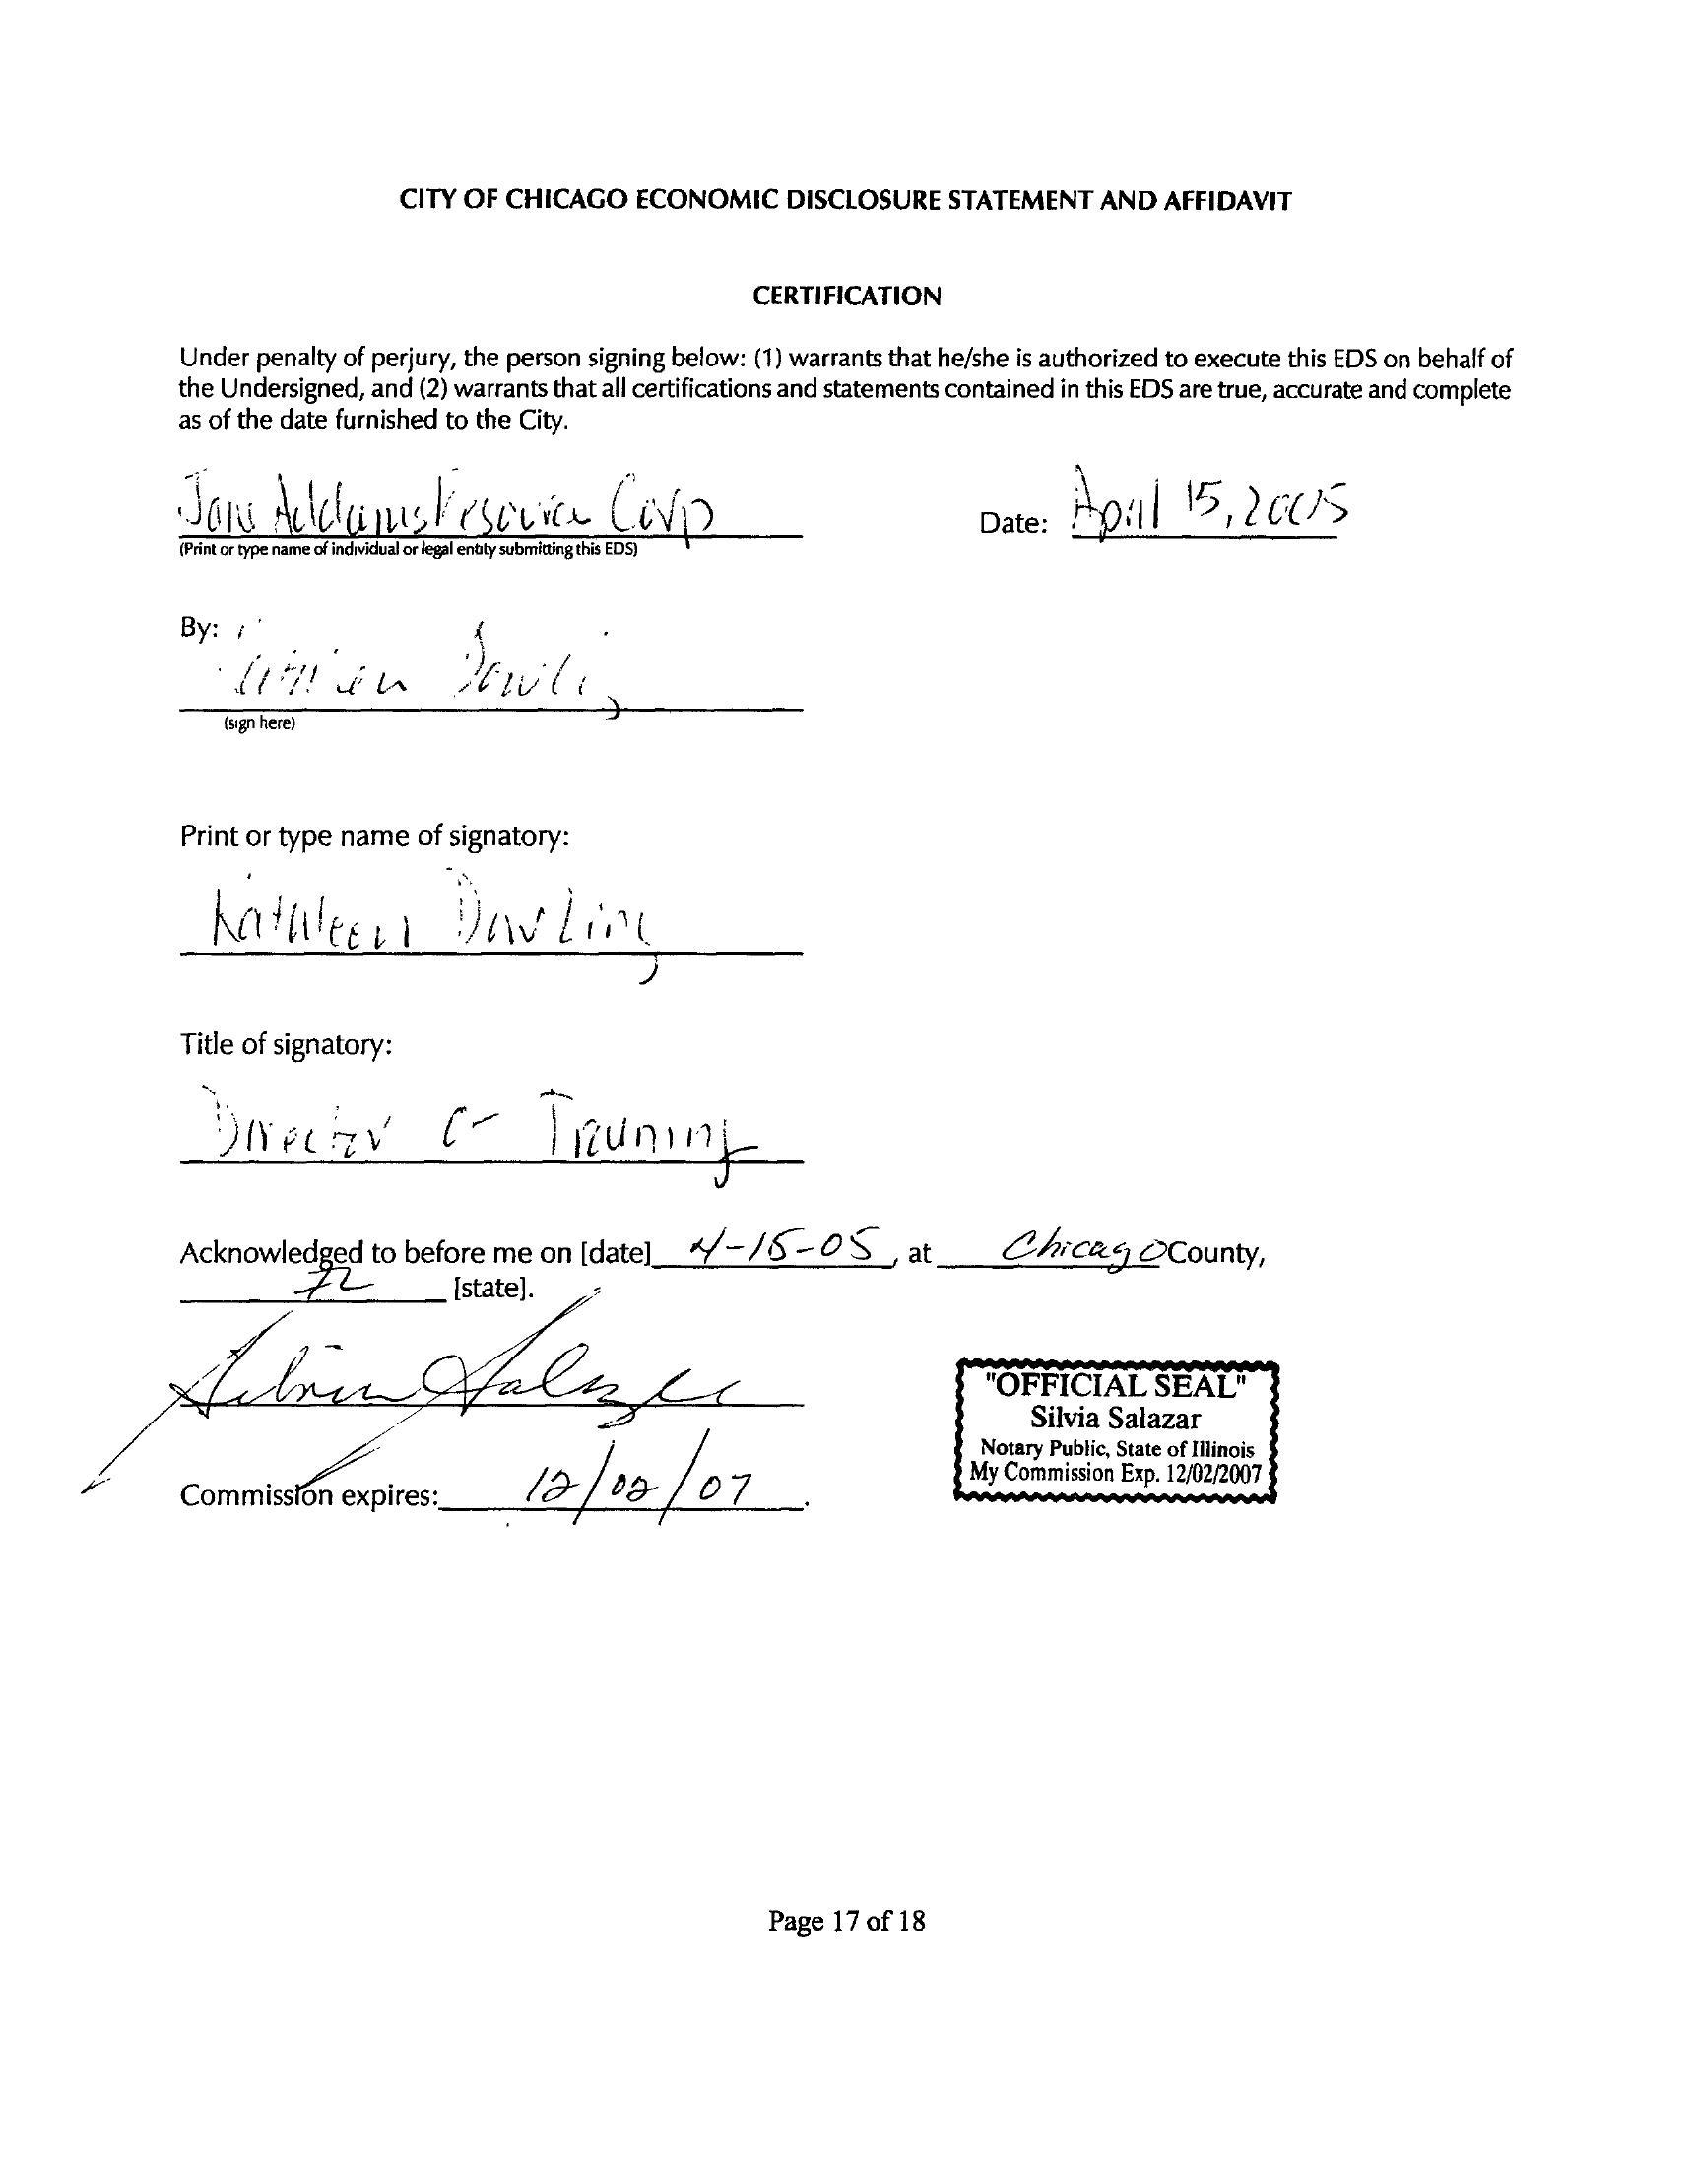 CITY OF CHICAGO ECONOMIC DISCLOSURE STATEMENT AND AFFIDAVIT
CERTIFICATION
Under penalty of perjury, the person signing below: (1) warrants that he/she is authorized to execute this EDS on behalf of
the Undersigned, and (2) warrants that all certifications and statements contained in this EDS are true, accurate and complete
as of the date furnished to the City.
Jane Addams Resource Corp Date: April 15, 2005
(Print or type name of individual or legal entity submitting this EDS)
By: Kathleen Dowling
(sign here)
Print or type name of signatory:
Kathleen Dowling
Title of signatory:
Director of Training
Acknowledged to before me on [date] 4-15-05, at Chicago County,
IL [state].
Silvia Salazar
"OFFICIAL SEAL"
Silvia Salazar
Notary Public, State of Illinois
My Commission Exp. 12/02/2007
Commission expires: 12/02/07.
Page 17 of 18